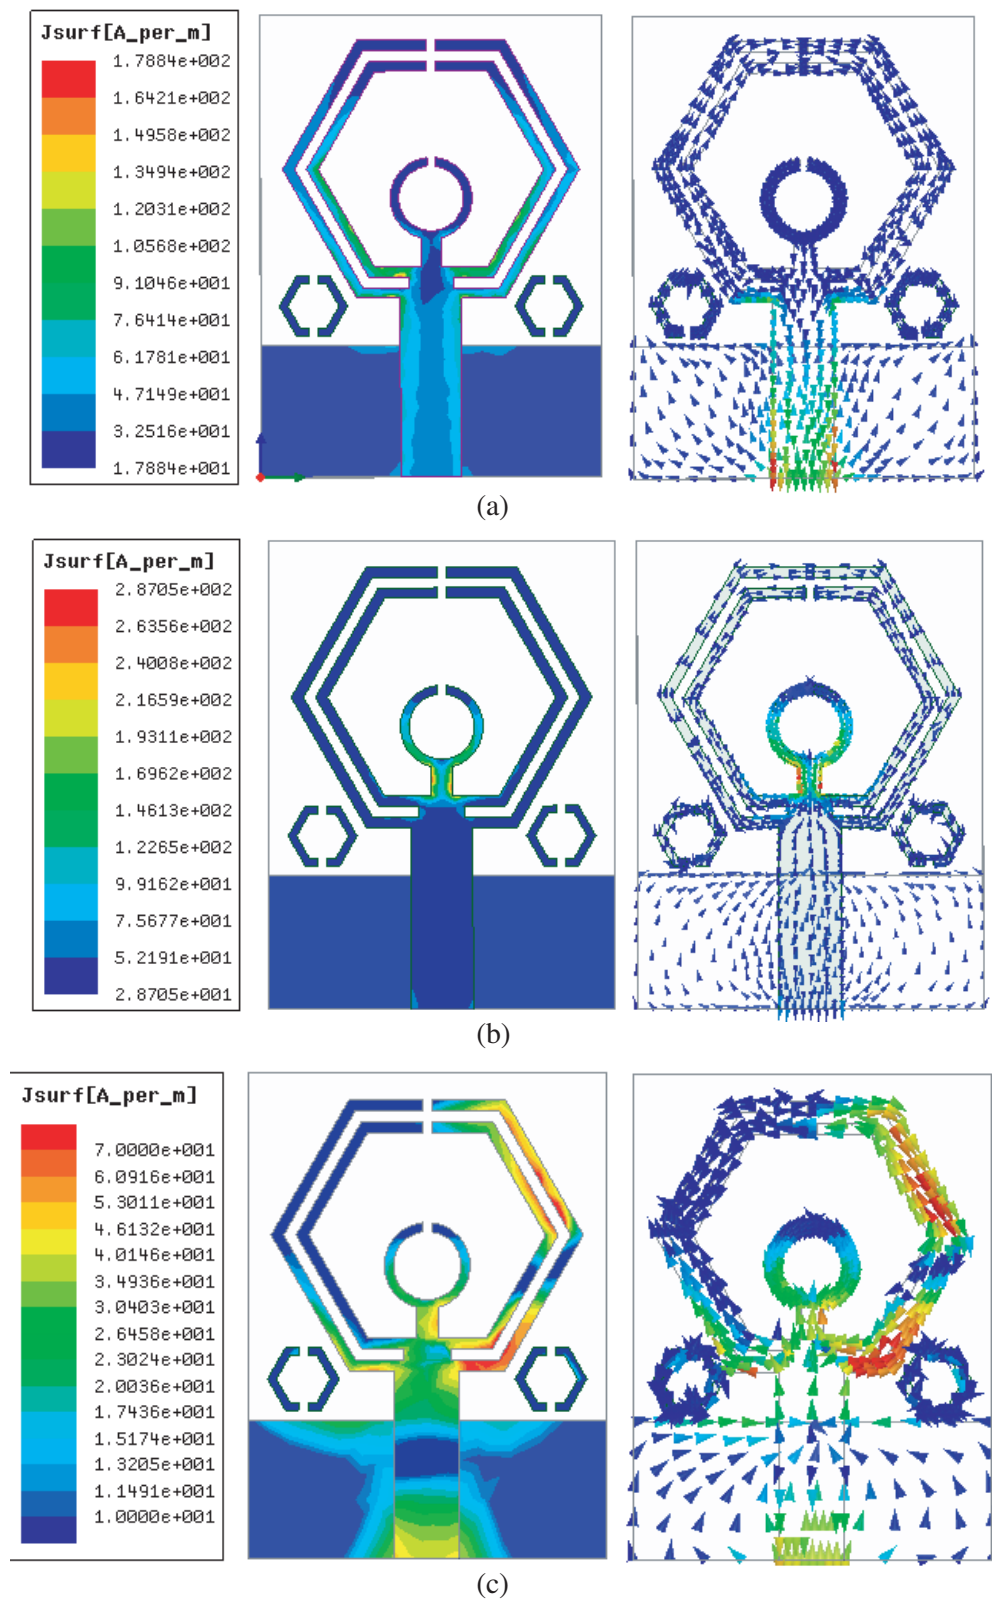 Jsurf[A_per_m]
1.7884e+002
1.6421e+002
1.4958e+002
1.3494e+002
1.2031e+002
1.0568e+002
9.1046e+001
7.6414e+001
6.1781e+001
4.7149e+001
3.2516e+001
1.7884e+001
(a)
Jsurf[A_per_m]
2.8705e+002
2.6356e+002
2.4008e+002
2.1659e+002
1.9311e+002
1.6962e+002
1.4613e+002
1.2265e+002
9.9162e+001
7.5677e+001
5.2191e+001
2.8705e+001
(b)
Jsurf[A_per_m]
7.0000e+001
6.0916e+001
5.3011e+001
4.6132e+001
4.0146e+001
3.4936e+001
3.0403e+001
2.6458e+001
2.3024e+001
2.0036e+001
1.7436e+001
1.5174e+001
1.3205e+001
1.1491e+001
1.0000e+001
(c)